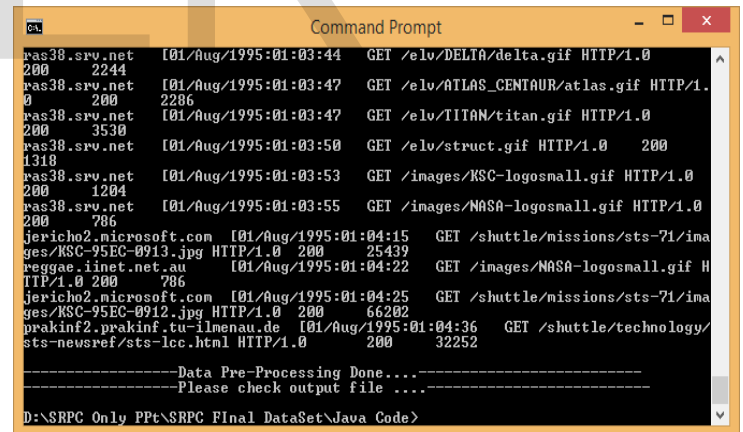 Command Prompt
ras38.srv.net [01/Aug/1995:01:03:44 GET /elv/DELTA/delta.gif HTTP/1.0
200 2244
ras38.srv.net [01/Aug/1995:01:03:47 GET /elv/ATLAS_CENTAUR/atlas.gif HTTP/1.
0 200 2286
ras38.srv.net [01/Aug/1995:01:03:47 GET /elv/TITAN/titan.gif HTTP/1.0
200 3530
ras38.srv.net [01/Aug/1995:01:03:50 GET /elv/struct.gif HTTP/1.0 200
1318
ras38.srv.net [01/Aug/1995:01:03:53 GET /images/KSC-logosmall.gif HTTP/1.0
200 1204
ras38.srv.net [01/Aug/1995:01:03:55 GET /images/NASA-logosmall.gif HTTP/1.0
200 786
jericho2.microsoft.com [01/Aug/1995:01:04:15 GET /shuttle/missions/sts-71/ima
ges/KSC-95EC-0913.jpg HTTP/1.0 200 25439
reggae.iinet.net.au [01/Aug/1995:01:04:22 GET /images/NASA-logosmall.gif H
TTP/1.0 200 786
jericho2.microsoft.com [01/Aug/1995:01:04:25 GET /shuttle/missions/sts-71/ima
ges/KSC-95EC-0912.jpg HTTP/1.0 200 66202
prakinf2.prakinf.tu-ilmenau.de [01/Aug/1995:01:04:36 GET /shuttle/technology/
sts-newsref/sts-lcc.html HTTP/1.0 200 32252
------------------Data Pre-Processing Done....--------------------------
------------------Please check output file ....--------------------------
D:\SRPC Only PPt\SRPC FInal DataSet\Java Code>